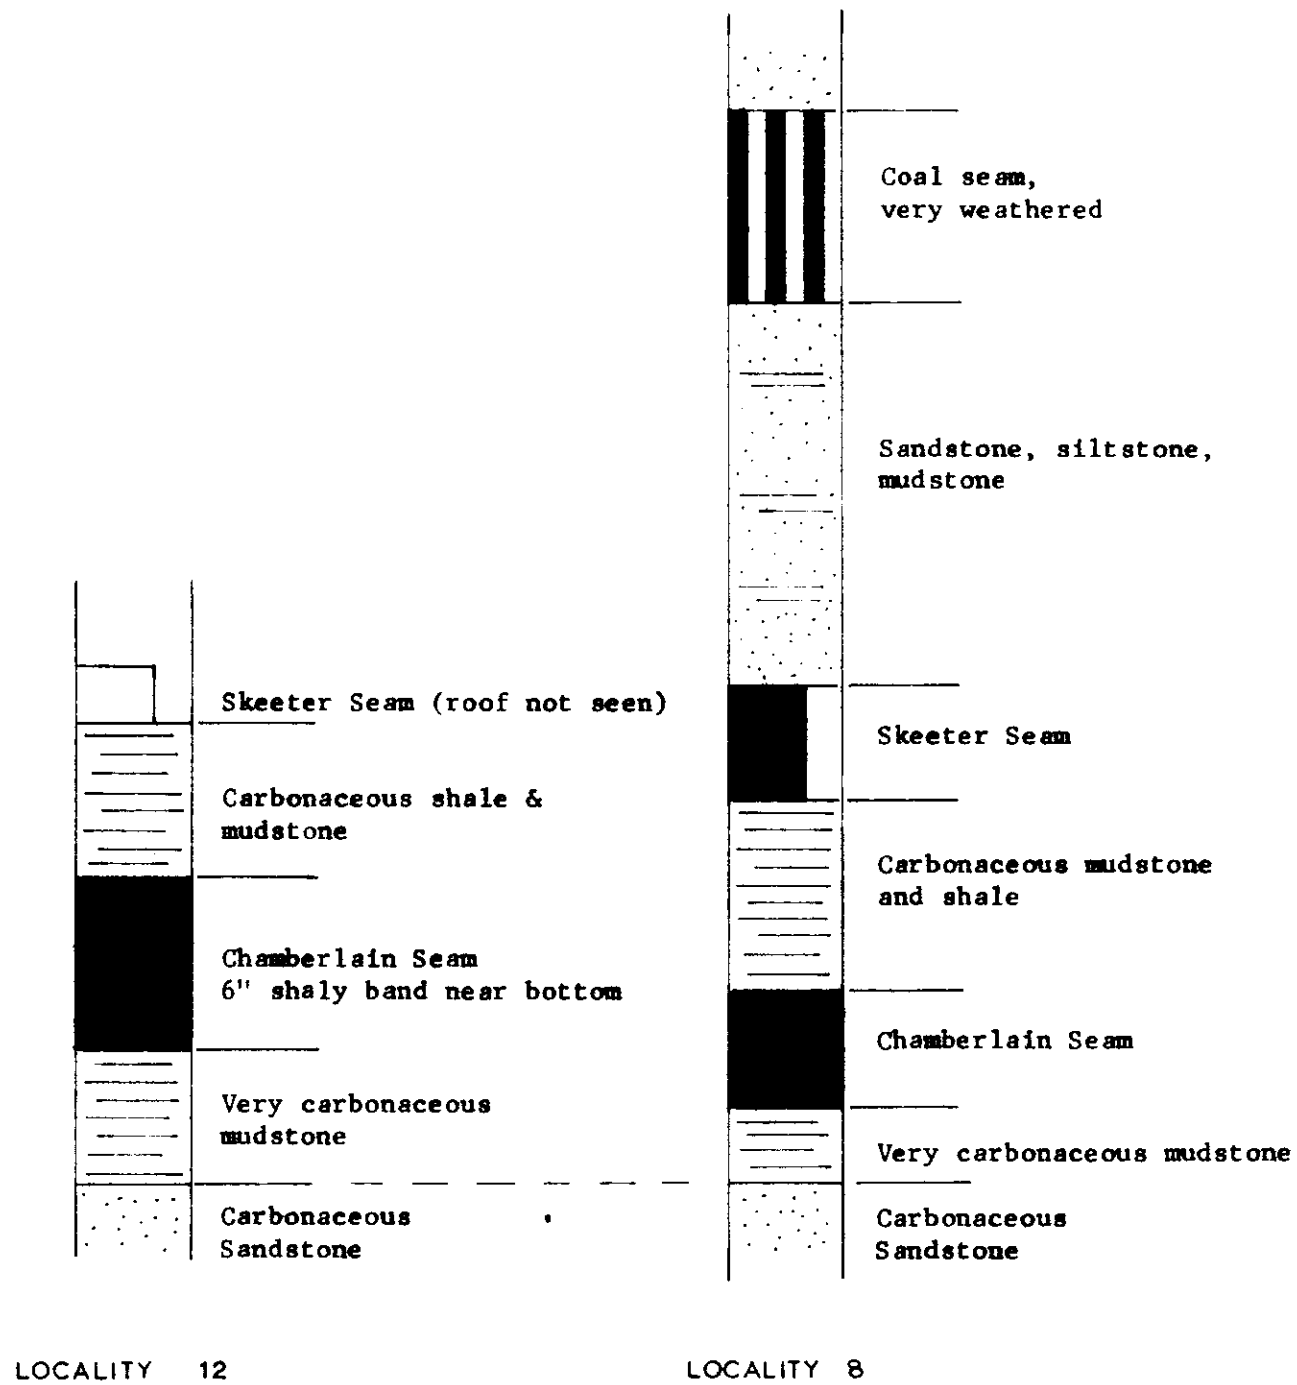 Coal seam,
very weathered
Sandstone, siltstone,
mudstone
Skeeter Seam (roof not seen)
Skeeter Seam
Carbonaceous shale &
mudstone
Carbonaceous mudstone
and shale
Chamberlain Seam
6" shaly band near bottom
Chamberlain Seam
Very carbonaceous
mudstone
Very carbonaceous mudstone
Carbonaceous
Sandstone
Carbonaceous
Sandstone
LOCALITY 12
LOCALITY 8